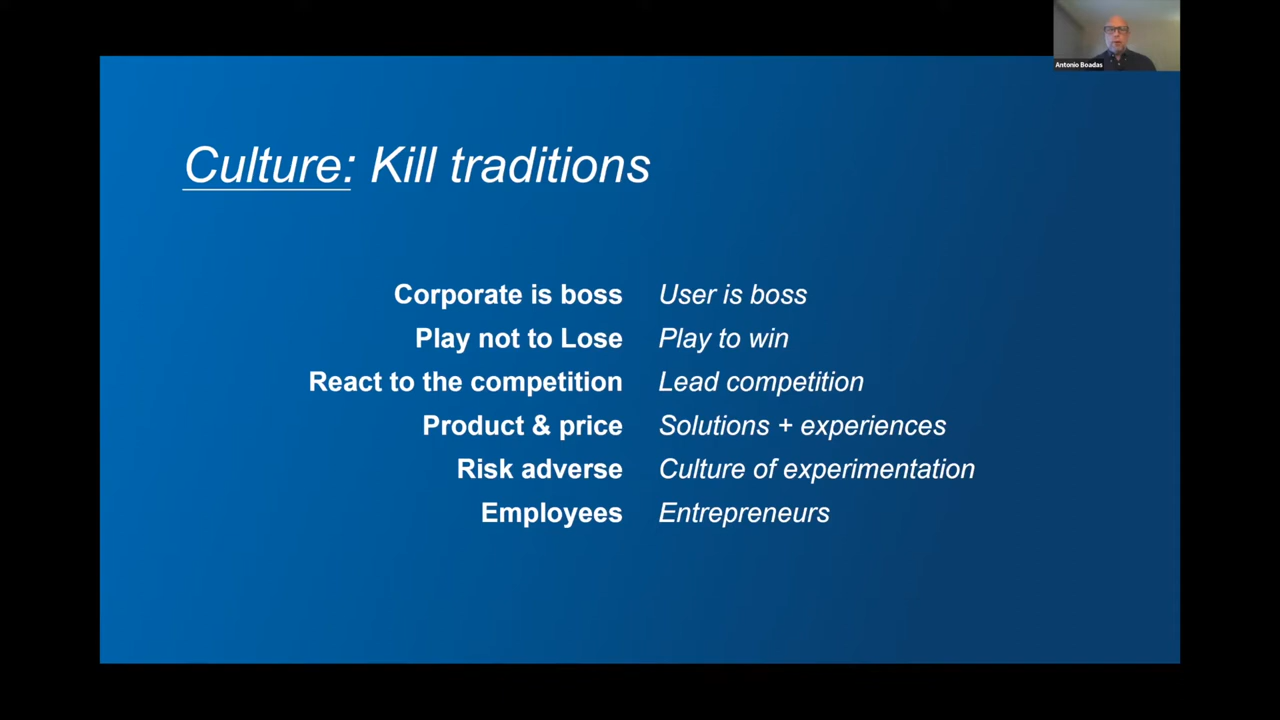 Antonio Boadas
Culture: Kill traditions
Corporate is boss User is boss
Play not to Lose Play to win
React to the competition Lead competition
Product & price Solutions + experiences
Risk adverse Culture of experimentation
Employees Entrepreneurs